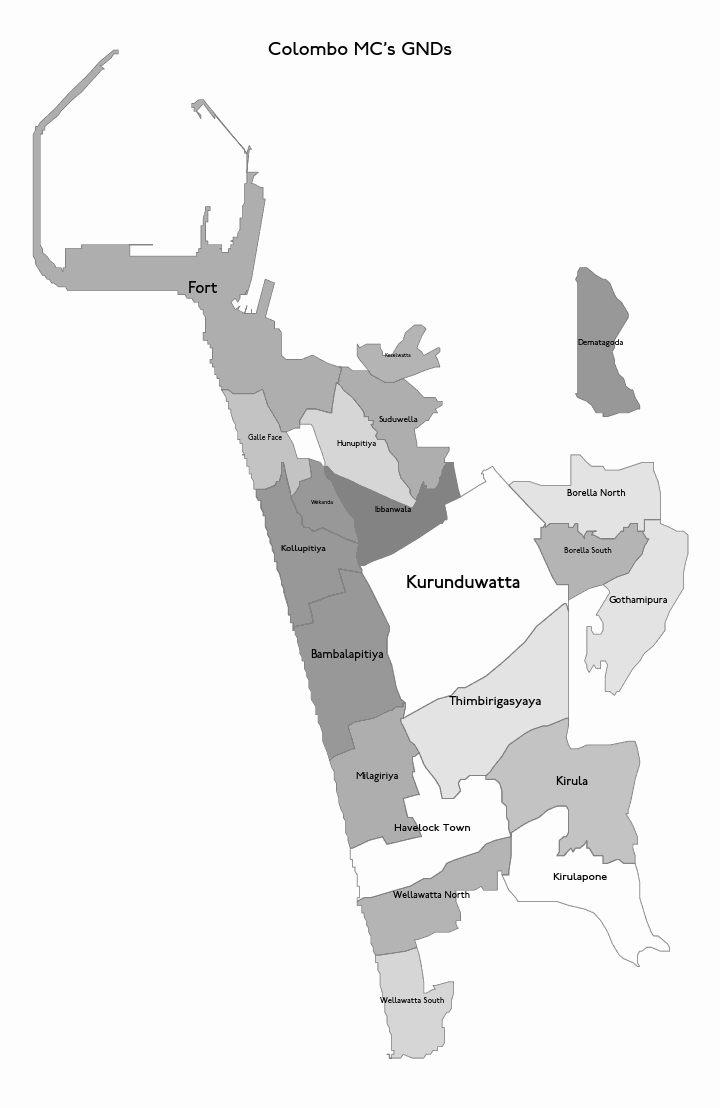 Colombo MC's GNDs
Fort
Dematagoda
Keselwatta
Suduwella
Galle Face
Hunupitiya
Borella North
Wekanda
Ibbanwala
Kollupitiya
Borella South
Kurunduwatta
Gothamipura
Bambalapitiya
Thimbirigasyaya
Milagiriya
Kirula
Havelock Town
Kirulapone
Wellawatta North
Wellawatta South